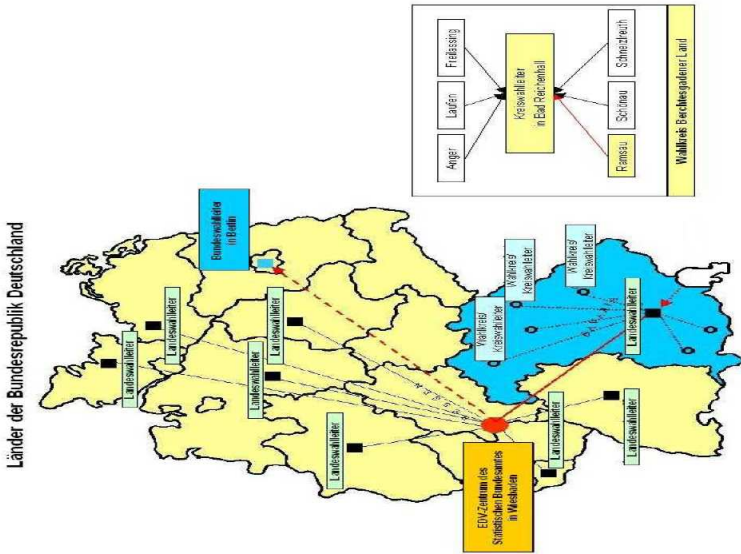 Länder der Bundesrepublik Deutschland
Landeswahlleiter
Landeswahlleiter
Bundeswahlleiter
in Berlin
Landeswahlleiter
Landeswahlleiter
Landeswahlleiter
EDV-Zentrum des
Statistischen Bundesamtes
in Wiesbaden
Wahlkreis/
Kreiswahlleiter
Wahlkreis/
Kreiswahlleiter
Wahlkreis/
Kreiswahlleiter
Landeswahlleiter
Landeswahlleiter
Landeswahlleiter
Anger
Laufen
Freilassing
Kreiswahlleiter
in Bad Reichenhall
Ramsau
Schönau
Schneizlreuth
Wahlkreis Berchtesgadener Land